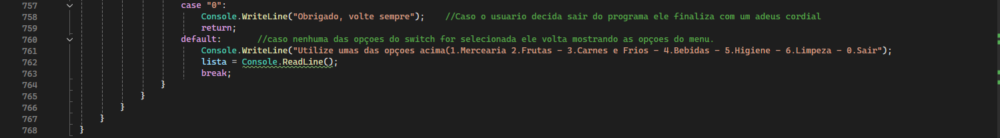 757 case "0":
758 Console.WriteLine("Obrigado, volte sempre"); //Caso o usuario decida sair do programa ele finaliza com um adeus cordial
759 return;
760 default: //caso nenhuma das opçoes do switch for selecionada ele volta mostrando as opçoes do menu.
761 Console.WriteLine("Utilize umas das opçoes acima(1.Mercearia 2.Frutas - 3.Carnes e Frios - 4.Bebidas - 5.Higiene - 6.Limpeza - 0.Sair");
762 lista = Console.ReadLine();
763 break;
764 }
765 }
766 }
767 }
768 }